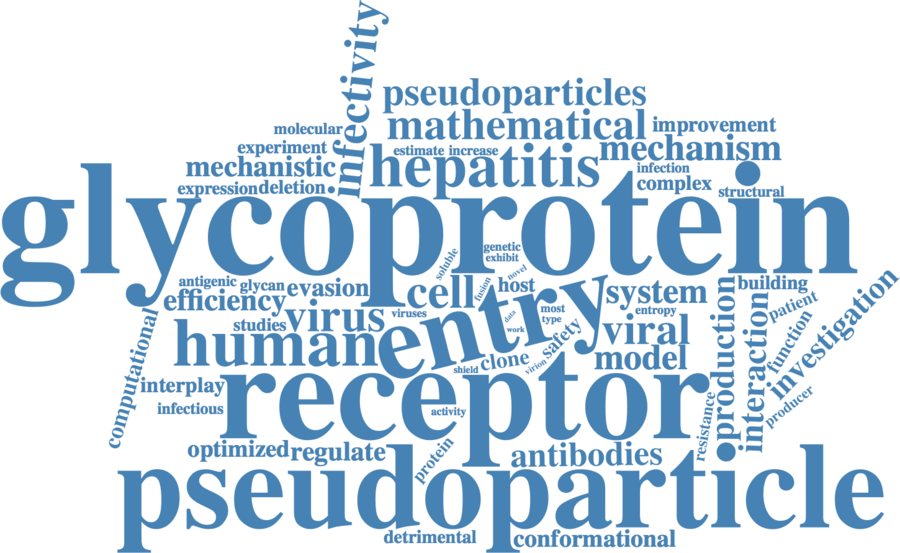 infectivity
pseudoparticles
mathematical
improvement
molecular
experiment
estimate increase
mechanism
mechanistic
hepatitis
infection
complex
expression
deletion
structural
glycoprotein
genetic
exhibit
soluble
novel
fusion
antigenic
glycan
evasion
cell
host
system
building
efficiency
entry
entropy
patient
investigation
studies
virus
viruses
data
work
most
type
safety
viral
production
interaction
function
human
computational
shield
clone
virion
model
interplay
receptor
producer
infectious
activity
resistance
optimized
regulate
protein
antibodies
pseudoparticle
detrimental
conformational